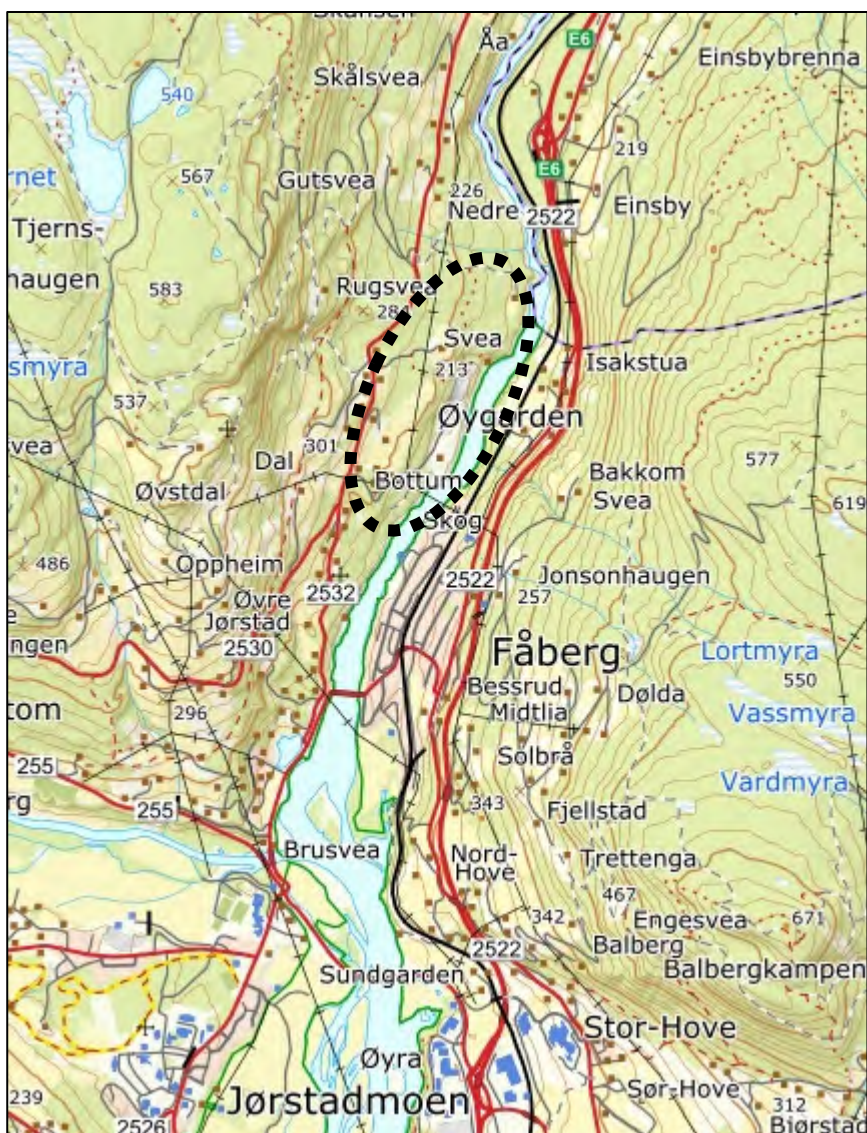 Åa
E6
Einsbybrenna
Skålsvea
540
219
567
E6
rnet
Gutsvea
226
Nedre
2522
Einsby
Tjerns-
haugen
583
Rugsvea
284
Svea
Isakstua
smyra
213
537
Øygarden
svea
301
Dal
577
Bakkom
Bottum
Svea
619
Øvstdal
Skog
486
Oppheim
2522
Jonsonhaugen
2532
257
Øvre
Jørstad
ngen
2530
Fåberg
Lortmyra
550
Bessrud
Dølda
tom
296
Midtlia
Vassmyra
255
Solbrå
Vardmyra
rg
255
343
Fjellstad
Brusvea
Nord-
Hove
Trettenga
467
342
Engesvea
671
2522
Balberg
Sundgarden
Balbergkampen
Stor-Hove
Øyra
239
Jørstadmoen
Sør-Hove
312
2526
Bjørstad